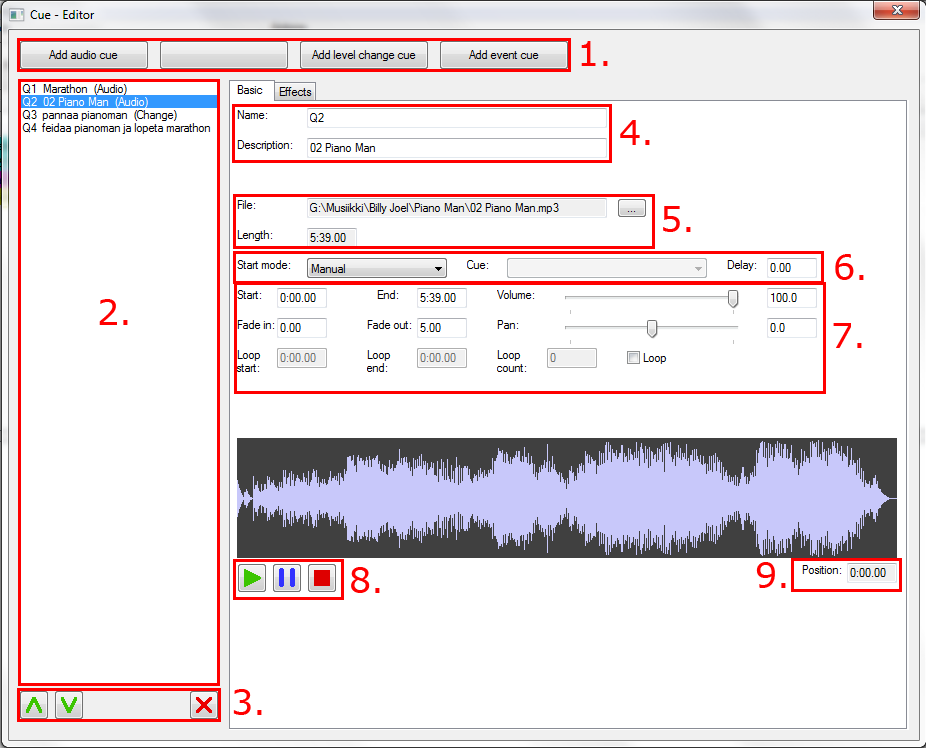 Cue - Editor
Add audio cue Add level change cue Add event cue 1.
Q1 Marathon (Audio)
Q2 02 Piano Man (Audio)
Q3 pannaa pianoman (Change)
Q4 feidaa pianoman ja lopeta marathon
2.
3.
Basic Effects
Name: Q2
Description: 02 Piano Man
4.
File: G:\Musiikki\Billy Joel\Piano Man\02 Piano Man.mp3 ...
Length: 5:39.00
5.
Start mode: Manual Cue: Delay: 0.00
6.
Start: 0:00.00 End: 5:39.00 Volume: 100.0
Fade in: 0.00 Fade out: 5.00 Pan: 0.0
Loop start: 0:00.00 Loop end: 0:00.00 Loop count: 0 Loop
7.
8.
9.
Position: 0:00.00